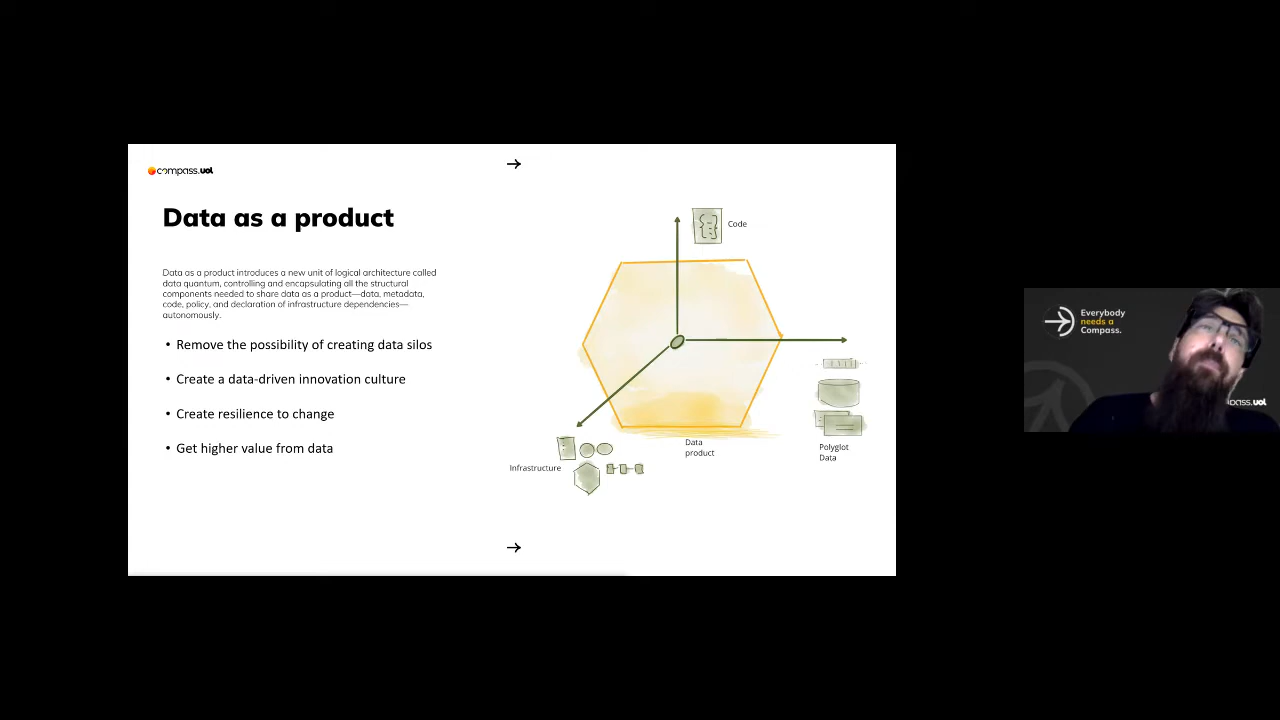 compass.uol
Data as a product
Data as a product introduces a new unit of logical architecture called
data quantum, controlling and encapsulating all the structural
components needed to share data as a product—data, metadata,
code, policy, and declaration of infrastructure dependencies—
autonomously.
• Remove the possibility of creating data silos
• Create a data-driven innovation culture
• Create resilience to change
• Get higher value from data
Code
Infrastructure
Data
product
Polyglot
Data
Everybody
needs a
Compass.
pass.uol